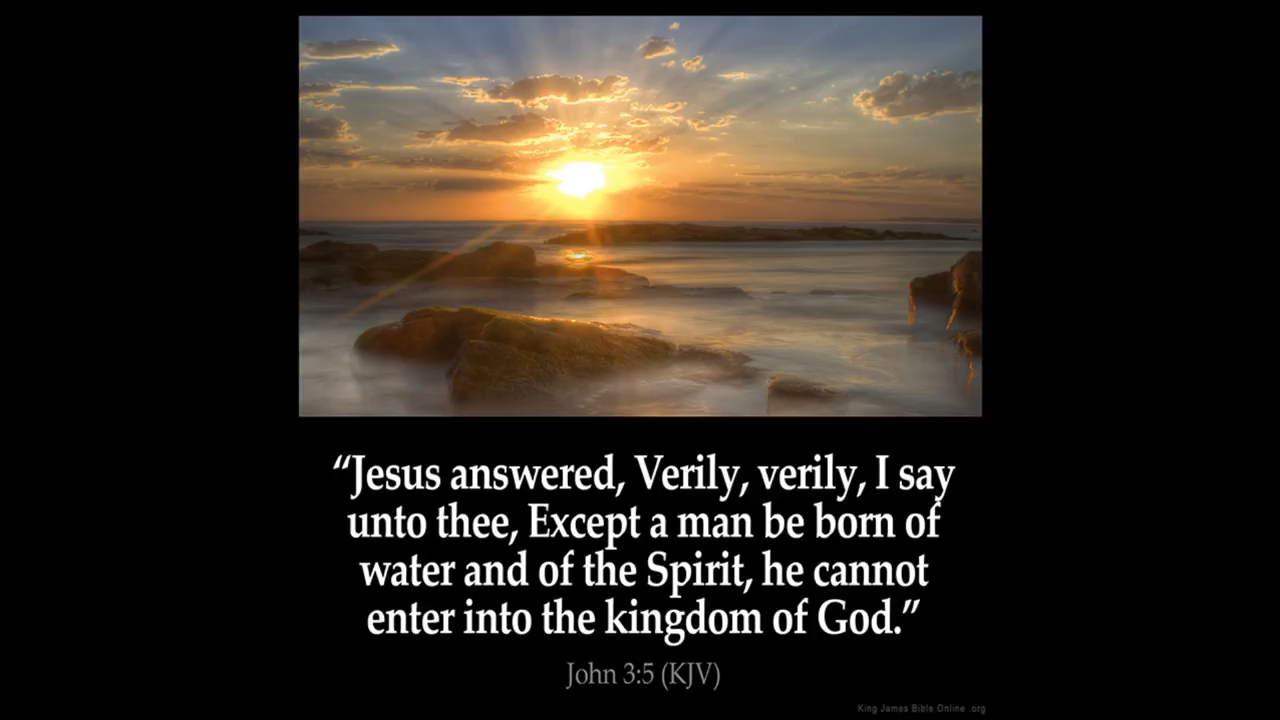 “Jesus answered, Verily, verily, I say
unto thee, Except a man be born of
water and of the Spirit, he cannot
enter into the kingdom of God.”
John 3:5 (KJV)
King James Bible Online .org